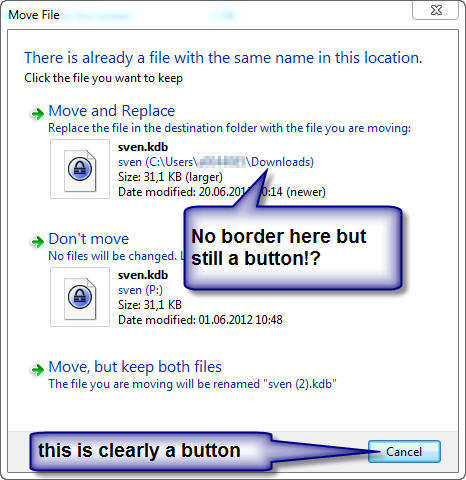 Move File
There is already a file with the same name in this location.
Click the file you want to keep
Move and Replace
Replace the file in the destination folder with the file you are moving:
sven.kdb
sven (C:\Users\ \Downloads)
Size: 31,1 KB (larger)
Date modified: 20.06.2012 10:14 (newer)
No border here but
still a button!?
Don't move
No files will be changed.
sven.kdb
sven (P:)
Size: 31,1 KB
Date modified: 01.06.2012 10:48
Move, but keep both files
The file you are moving will be renamed "sven (2).kdb"
this is clearly a button
Cancel